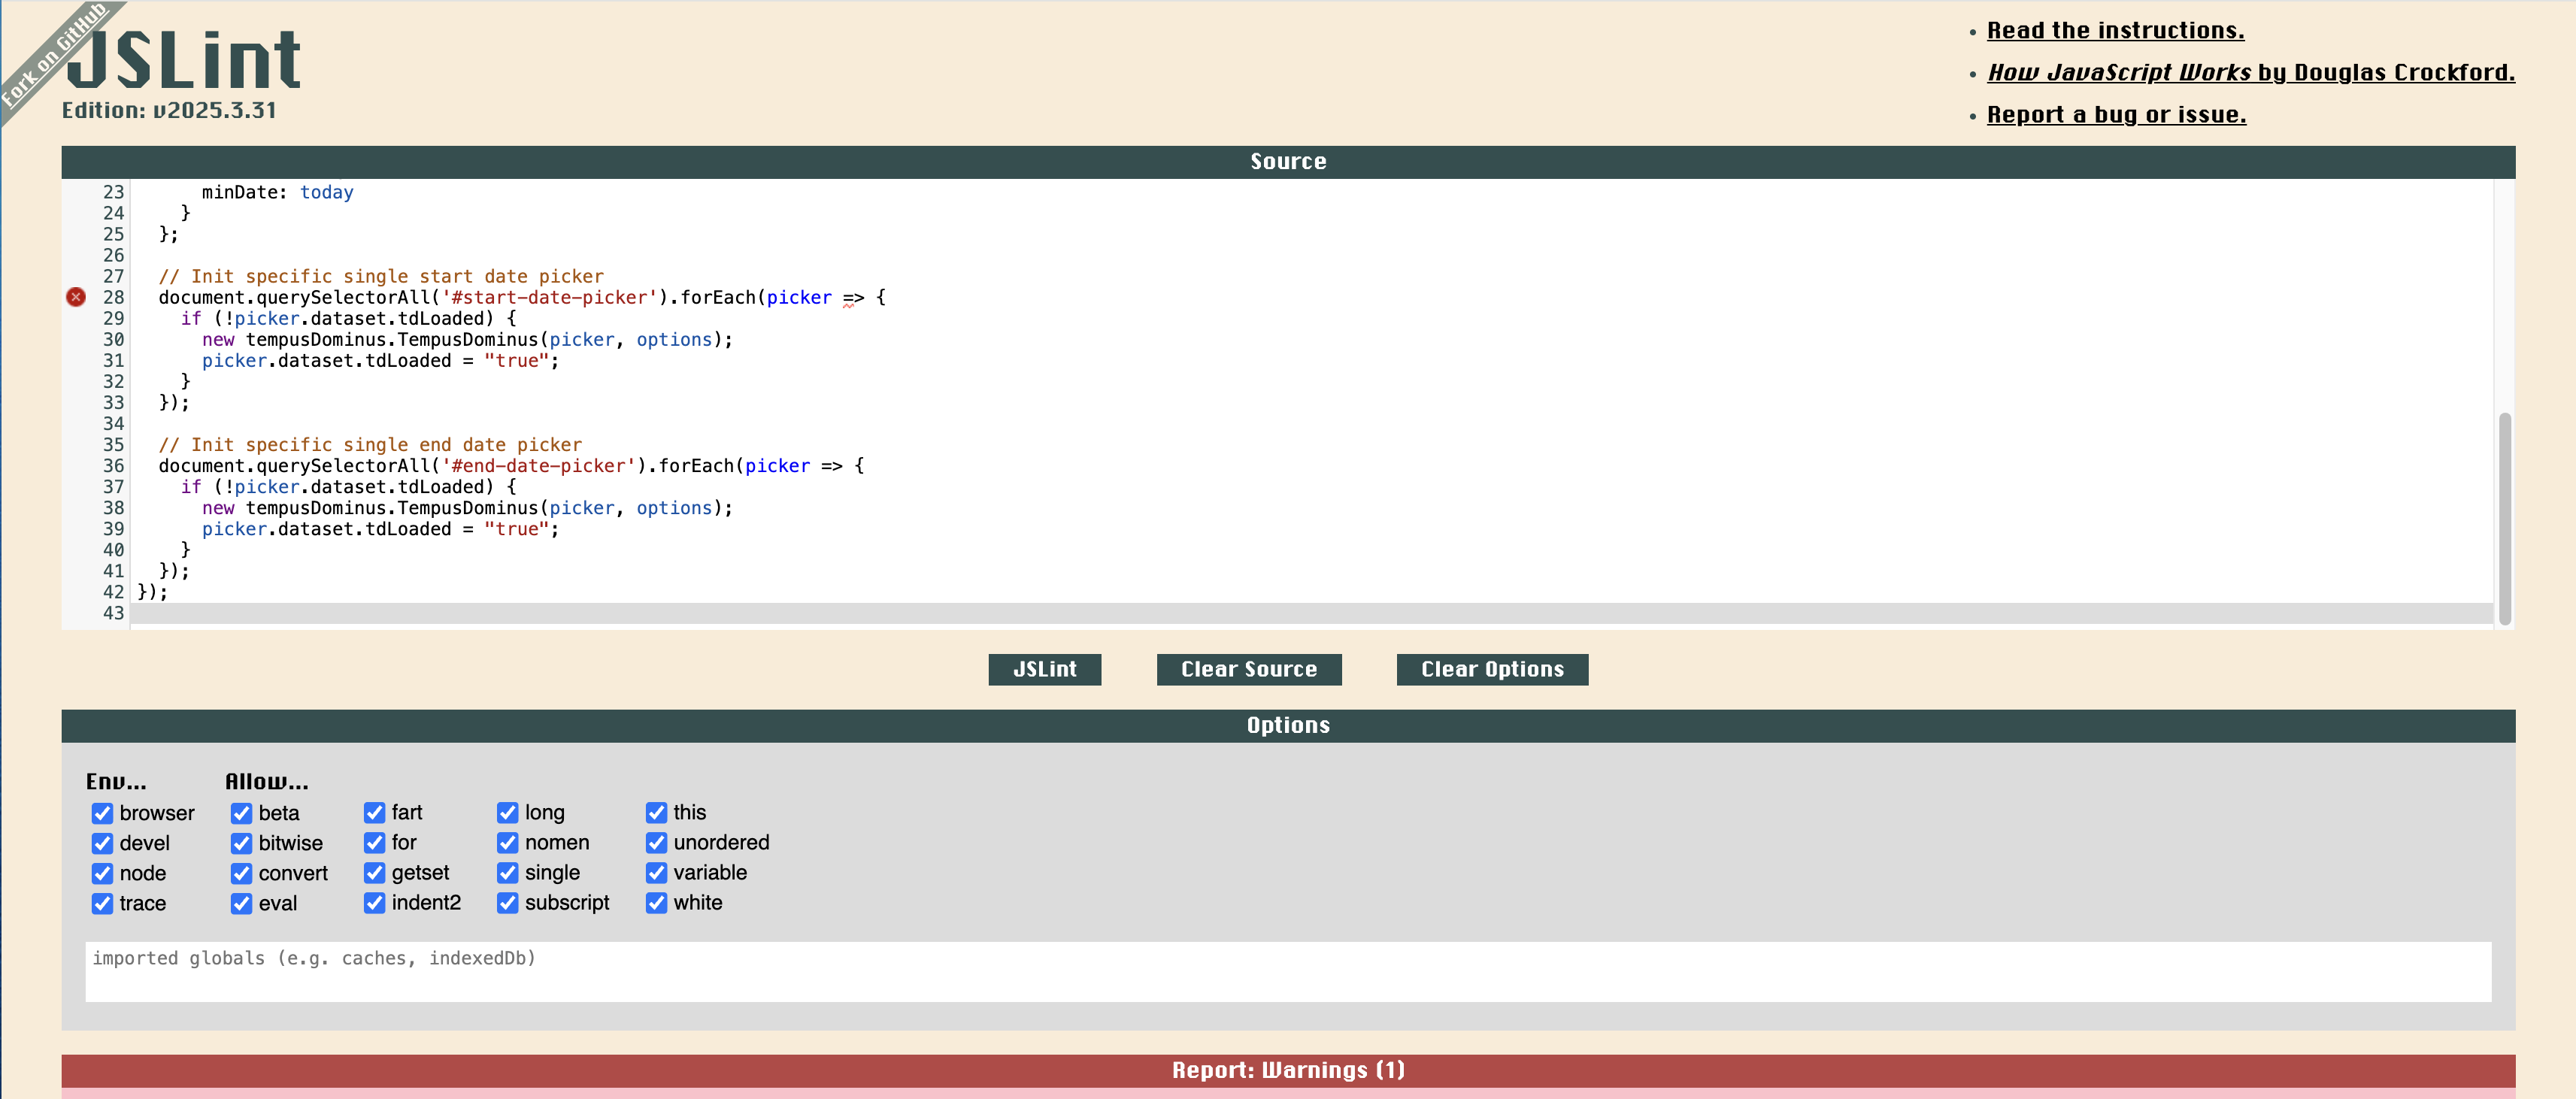 Fork on GitHub
JSLint
Edition: v2025.3.31
• Read the instructions.
• How JavaScript Works by Douglas Crockford.
• Report a bug or issue.
Source
23       minDate: today
24     }
25   };
26
27   // Init specific single start date picker
28   document.querySelectorAll('#start-date-picker').forEach(picker => {
29     if (!picker.dataset.tdLoaded) {
30       new tempusDominus.TempusDominus(picker, options);
31       picker.dataset.tdLoaded = "true";
32     }
33   });
34
35   // Init specific single end date picker
36   document.querySelectorAll('#end-date-picker').forEach(picker => {
37     if (!picker.dataset.tdLoaded) {
38       new tempusDominus.TempusDominus(picker, options);
39       picker.dataset.tdLoaded = "true";
40     }
41   });
42 });
43
JSLint Clear Source Clear Options
Options
Env... Allow...
browser beta fart long this
devel bitwise for nomen unordered
node convert getset single variable
trace eval indent2 subscript white
imported globals (e.g. caches, indexedDb)
Report: Warnings (1)